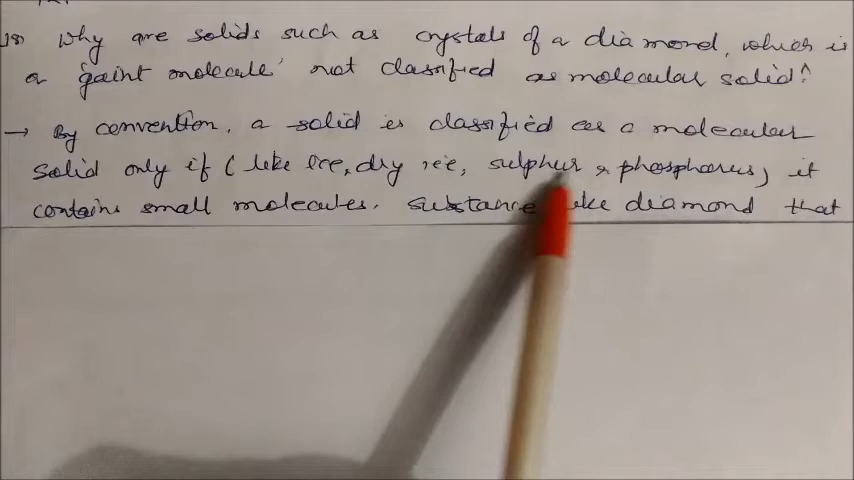 18) Why are solids such as crystals of a diamond, which is
a 'gaint molecule' not classified as molecular solid?
→ By convention, a solid is classified as a molecular
solid only if (like Ice, dry ice, sulphur, phosphorus) it
contains small molecules. Substance like diamond that